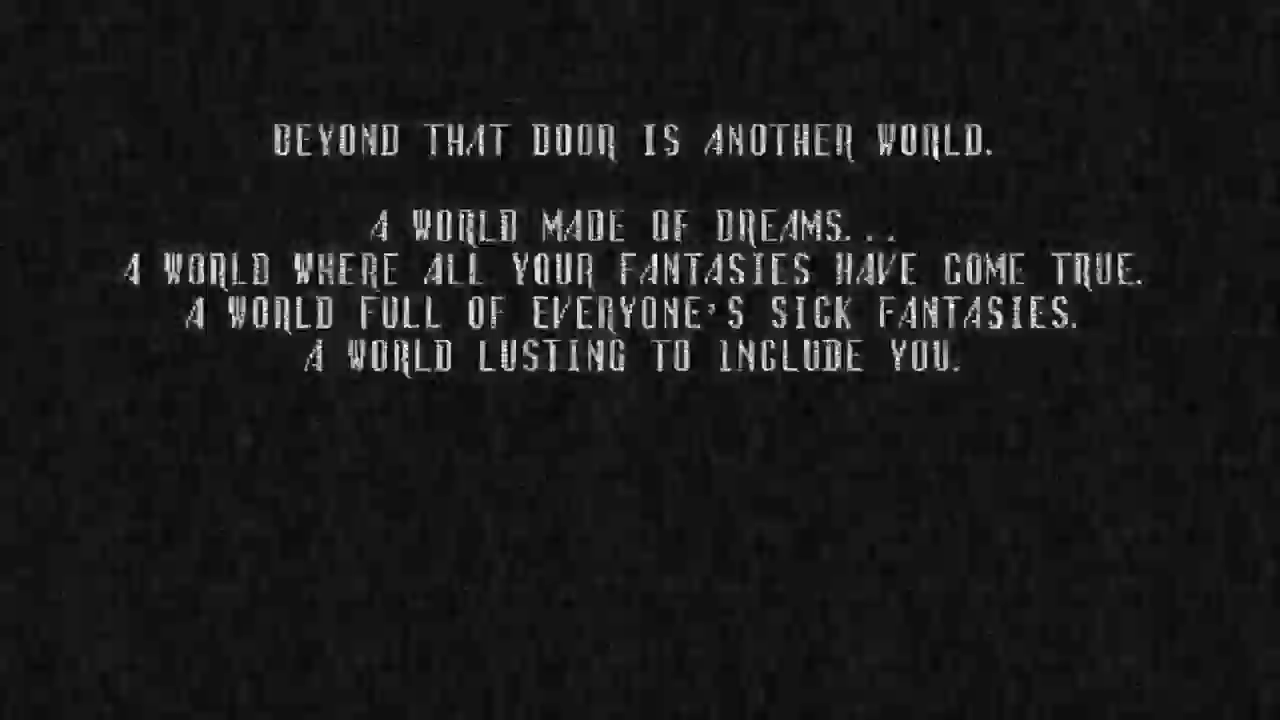 BEYOND THAT DOOR IS ANOTHER WORLD.
A WORLD MADE OF DREAMS...
A WORLD WHERE ALL YOUR FANTASIES HAVE COME TRUE.
A WORLD FULL OF EVERYONE'S SICK FANTASIES.
A WORLD LUSTING TO INCLUDE YOU.